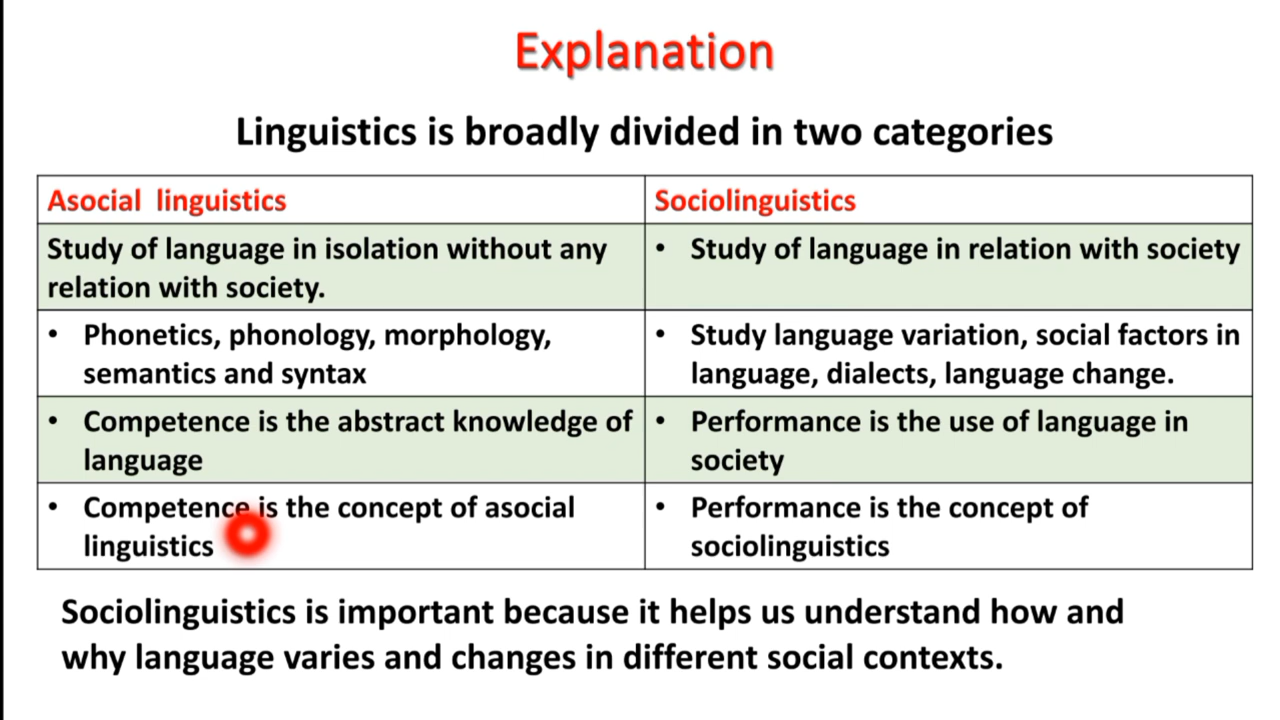 Explanation
Linguistics is broadly divided in two categories
Asocial linguistics
Sociolinguistics
Study of language in isolation without any
relation with society.
• Study of language in relation with society
• Phonetics, phonology, morphology,
semantics and syntax
• Study language variation, social factors in
language, dialects, language change.
• Competence is the abstract knowledge of
language
• Performance is the use of language in
society
• Competence is the concept of asocial
linguistics
• Performance is the concept of
sociolinguistics
Sociolinguistics is important because it helps us understand how and
why language varies and changes in different social contexts.